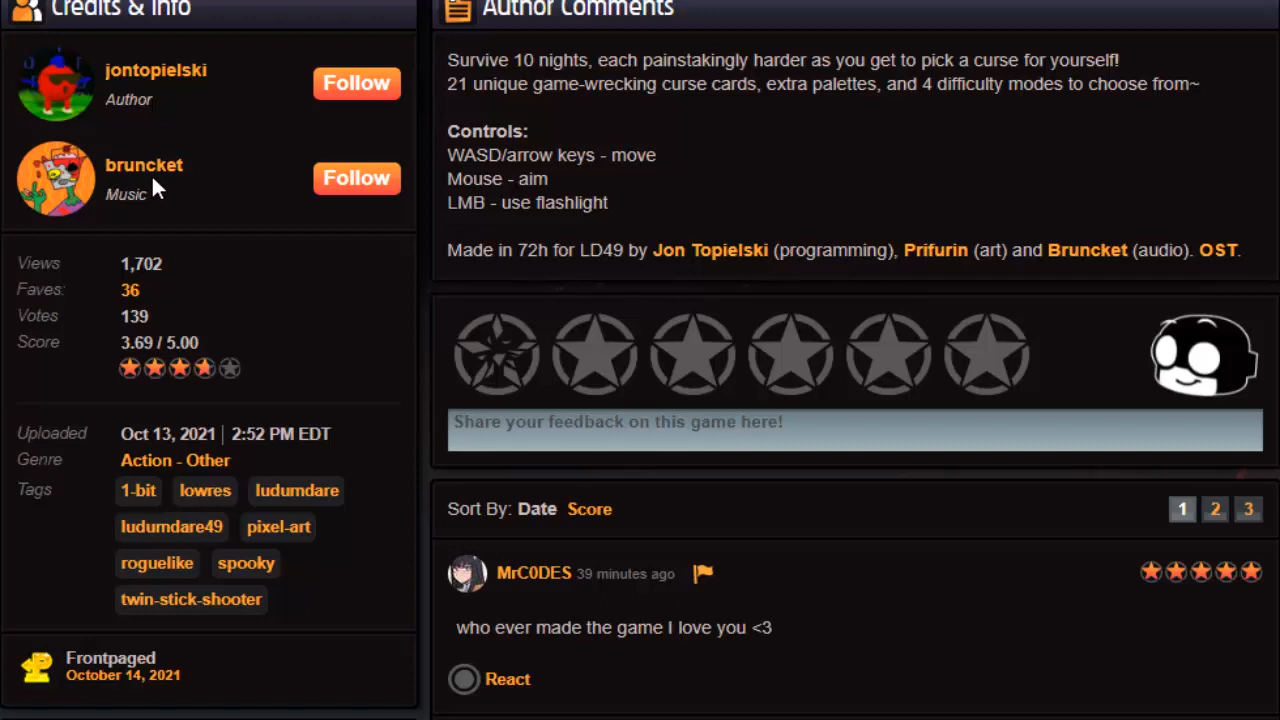 Credits & Info
jontopielski
Author
Follow
bruncket
Music
Follow
Views 1,702
Faves: 36
Votes 139
Score 3.69 / 5.00
Uploaded Oct 13, 2021 | 2:52 PM EDT
Genre Action - Other
Tags 1-bit lowres ludumdare
ludumdare49 pixel-art
roguelike spooky
twin-stick-shooter
Frontpaged
October 14, 2021
Author Comments
Survive 10 nights, each painstakingly harder as you get to pick a curse for yourself!
21 unique game-wrecking curse cards, extra palettes, and 4 difficulty modes to choose from~
Controls:
WASD/arrow keys - move
Mouse - aim
LMB - use flashlight
Made in 72h for LD49 by Jon Topielski (programming), Prifurin (art) and Bruncket (audio). OST.
Share your feedback on this game here!
Sort By: Date Score 1 2 3
MrC0DES 39 minutes ago
who ever made the game I love you <3
React